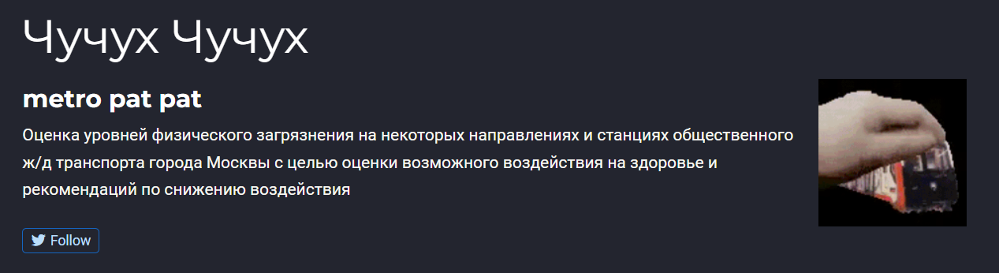 Чучух Чучух
metro pat pat
Оценка уровней физического загрязнения на некоторых направлениях и станциях общественного
ж/д транспорта города Москвы с целью оценки возможного воздействия на здоровье и
рекомендаций по снижению воздействия
Follow